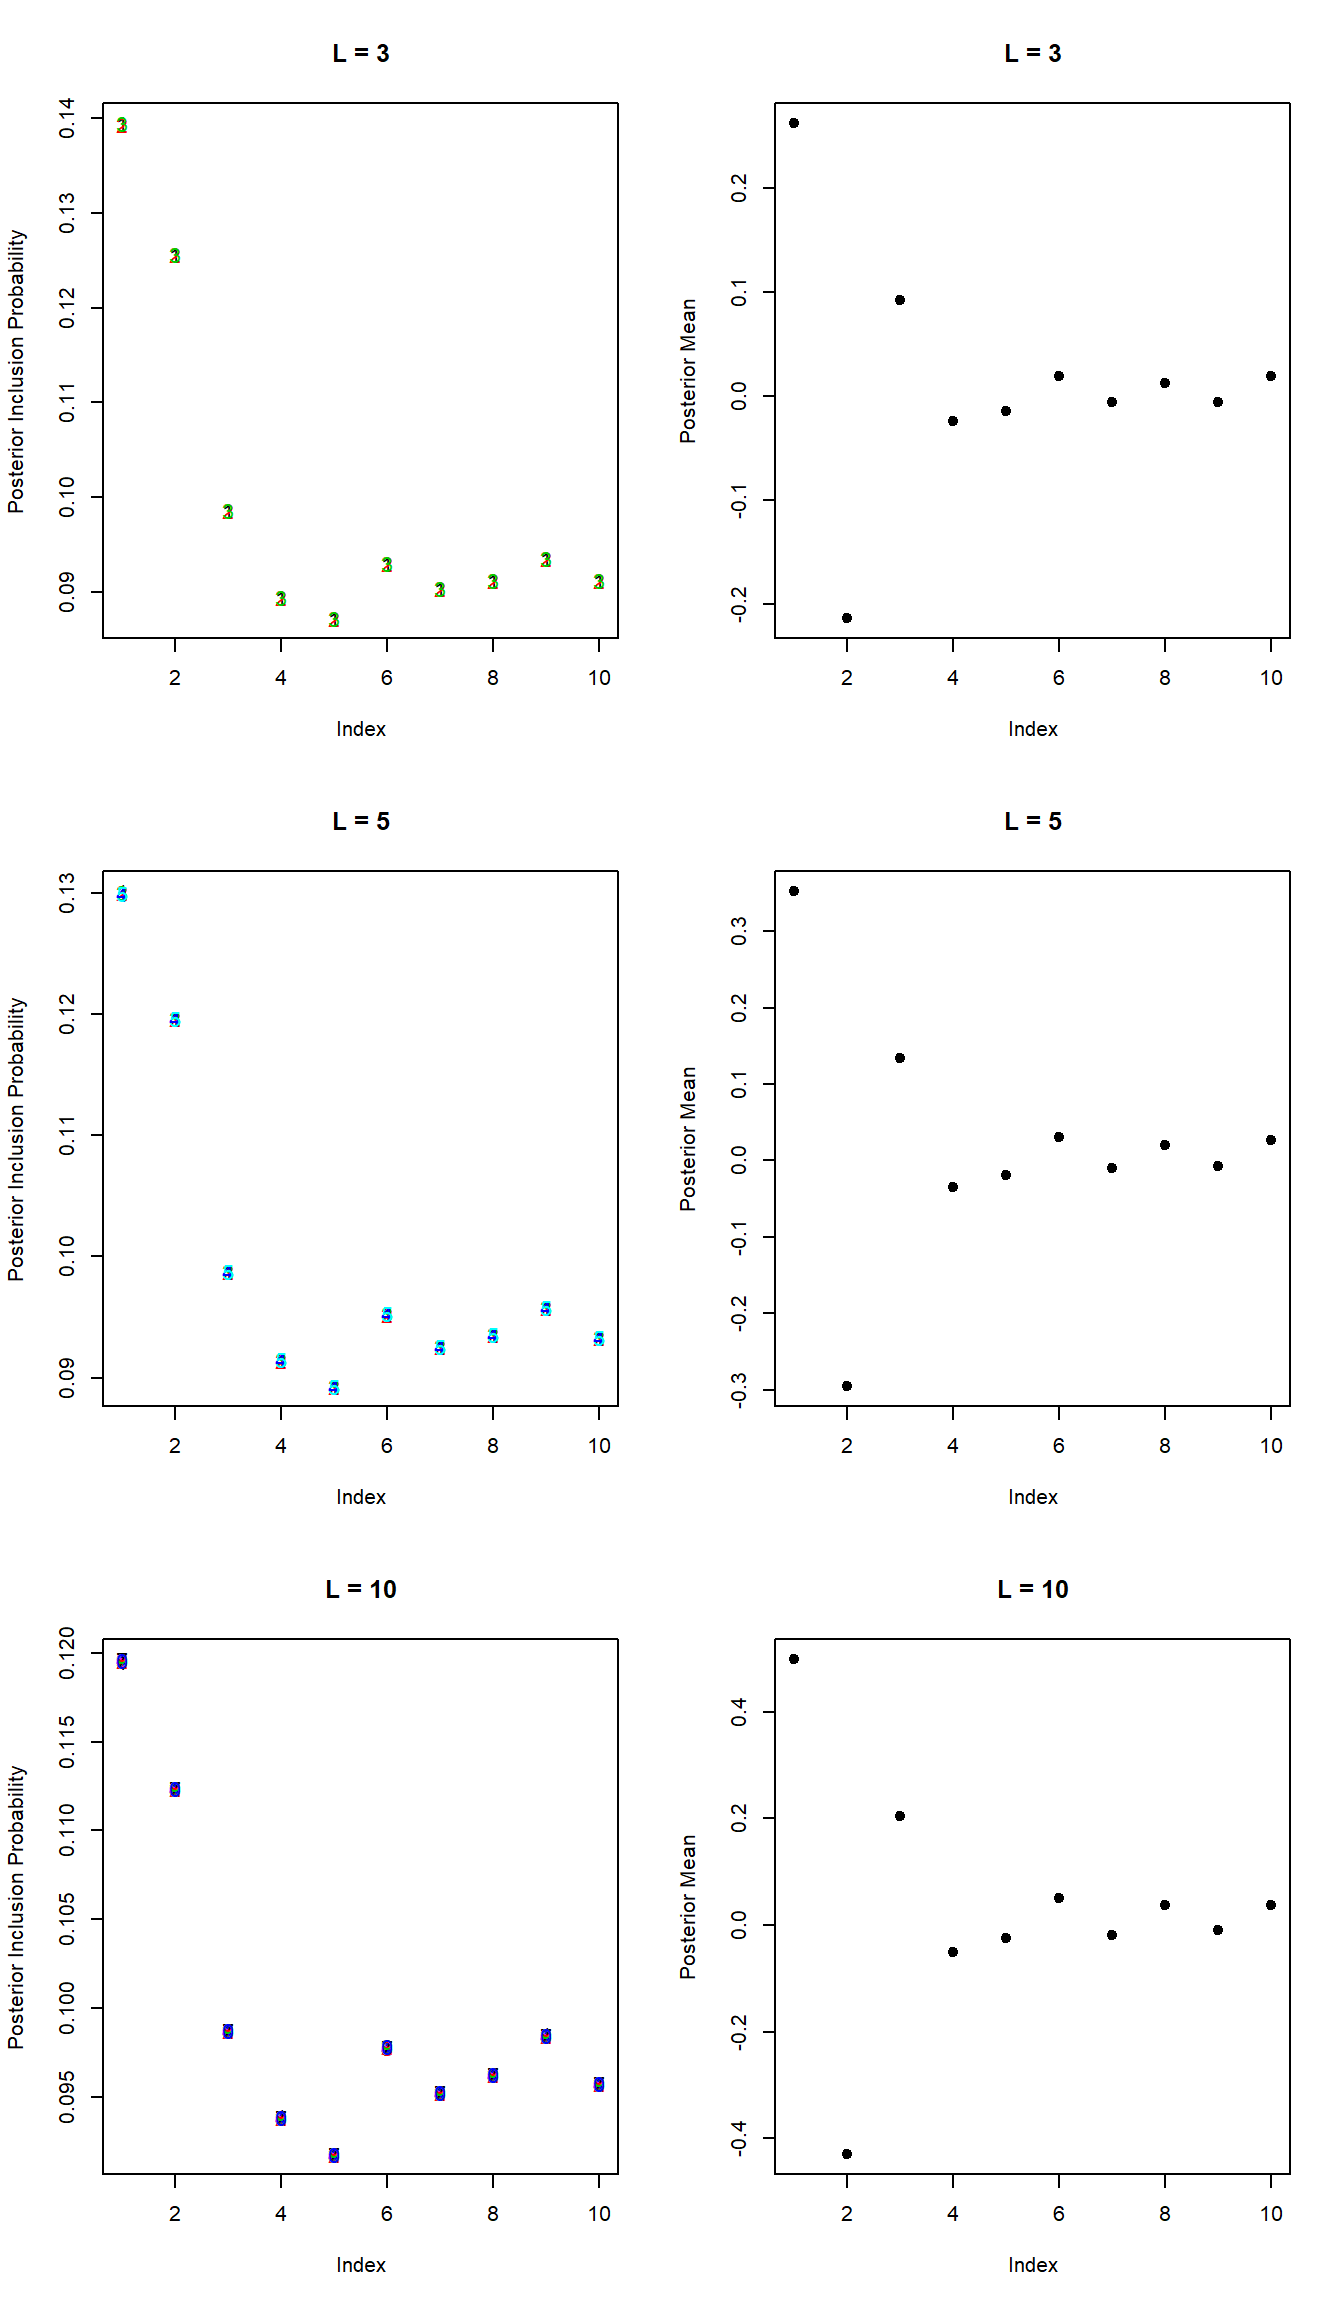 L = 3
Posterior Inclusion Probability
0.14
0.13
0.12
0.11
0.10
0.09
2 4 6 8 10
Index
L = 3
Posterior Mean
0.2
0.1
0.0
-0.1
-0.2
2 4 6 8 10
Index
L = 5
Posterior Inclusion Probability
0.13
0.12
0.11
0.10
0.09
2 4 6 8 10
Index
L = 5
Posterior Mean
0.3
0.2
0.1
0.0
-0.1
-0.2
-0.3
2 4 6 8 10
Index
L = 10
Posterior Inclusion Probability
0.120
0.115
0.110
0.105
0.100
0.095
2 4 6 8 10
Index
L = 10
Posterior Mean
0.4
0.2
0.0
-0.2
-0.4
2 4 6 8 10
Index